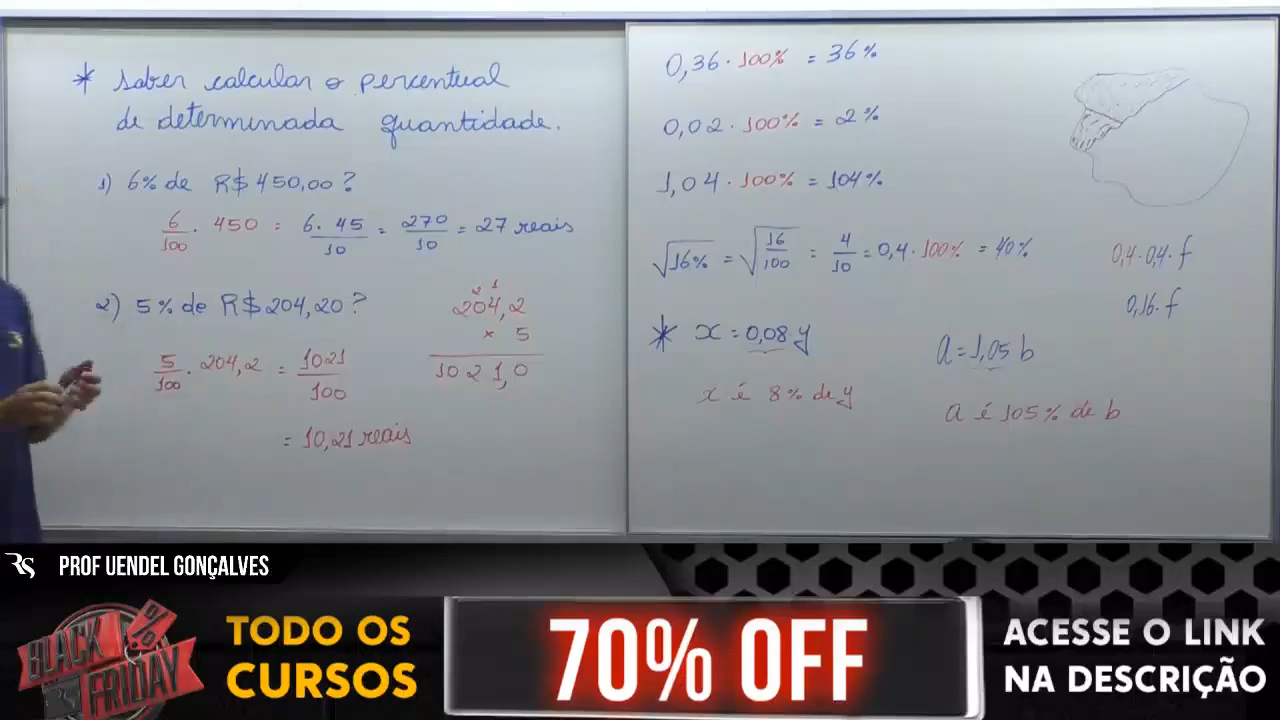 * saber calcular o percentual
de determinada quantidade.
1) 6% de R$ 450,00?
6/100 · 450 = 6 · 45/10 = 270/10 = 27 reais
2) 5% de R$ 204,20?
5/100 · 204,2 = 1021/100
= 10,21 reais
2 1
204,2
× 5
1021,0
0,36 · 100% = 36%
0,02 · 100% = 2%
1,04 · 100% = 104%
√16% = √16/100 = 4/10 = 0,4 · 100% = 40%
0,4 · 0,4 · f
0,16 · f
* x = 0,08 y
x é 8% de y
a = 1,05 b
a é 105% de b
RS PROF UENDEL GONÇALVES
BLACK
FRIDAY
%
TODO OS
CURSOS
70% OFF
ACESSE O LINK
NA DESCRIÇÃO